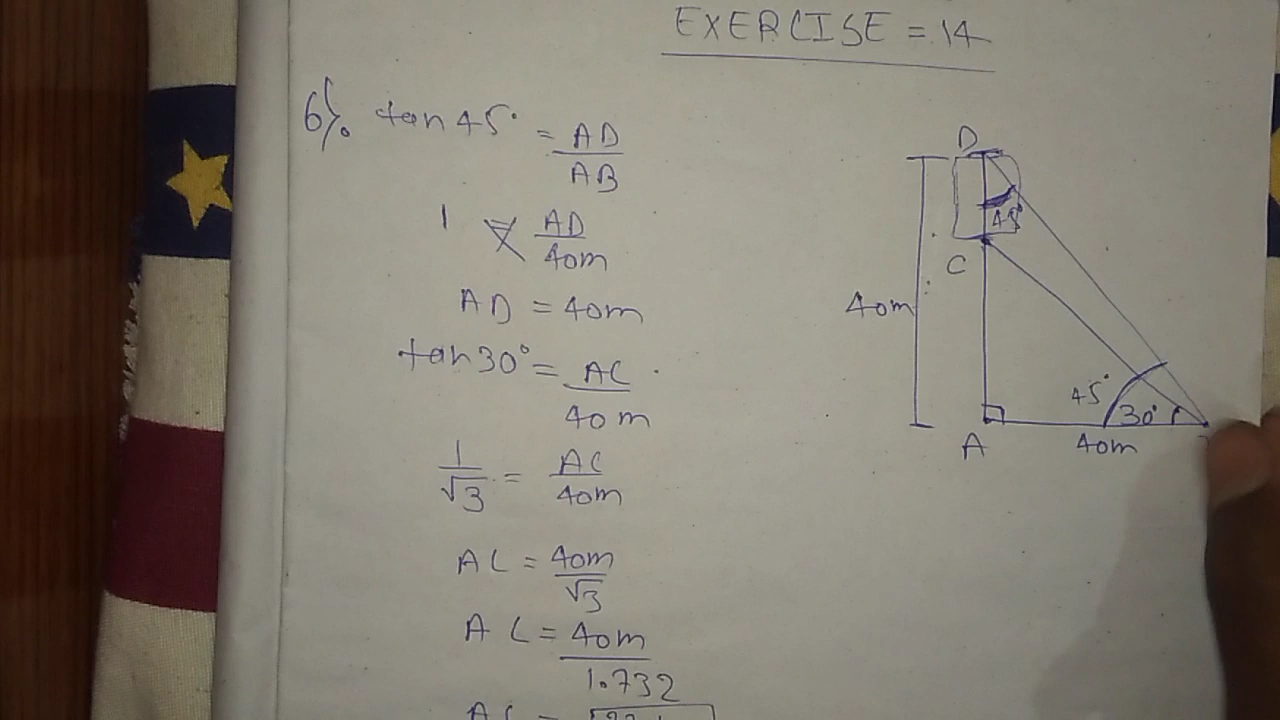 EXERCISE = 14
6). tan 45° = AD
AB
1 = AD
40m
AD = 40m
tan 30° = AC
40m
1 = AC
√3 40m
AC = 40m
√3
AC = 40m
1.732
AC =
D
45°
C
40m
45°
30°
A
40m